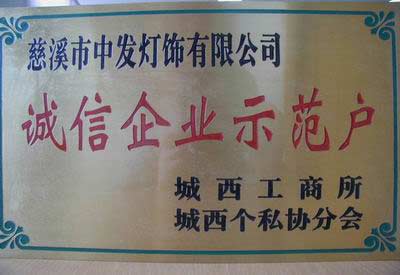 慈溪市中发灯饰有限公司
诚信企业示范户
城西工商所
城西个私协分会